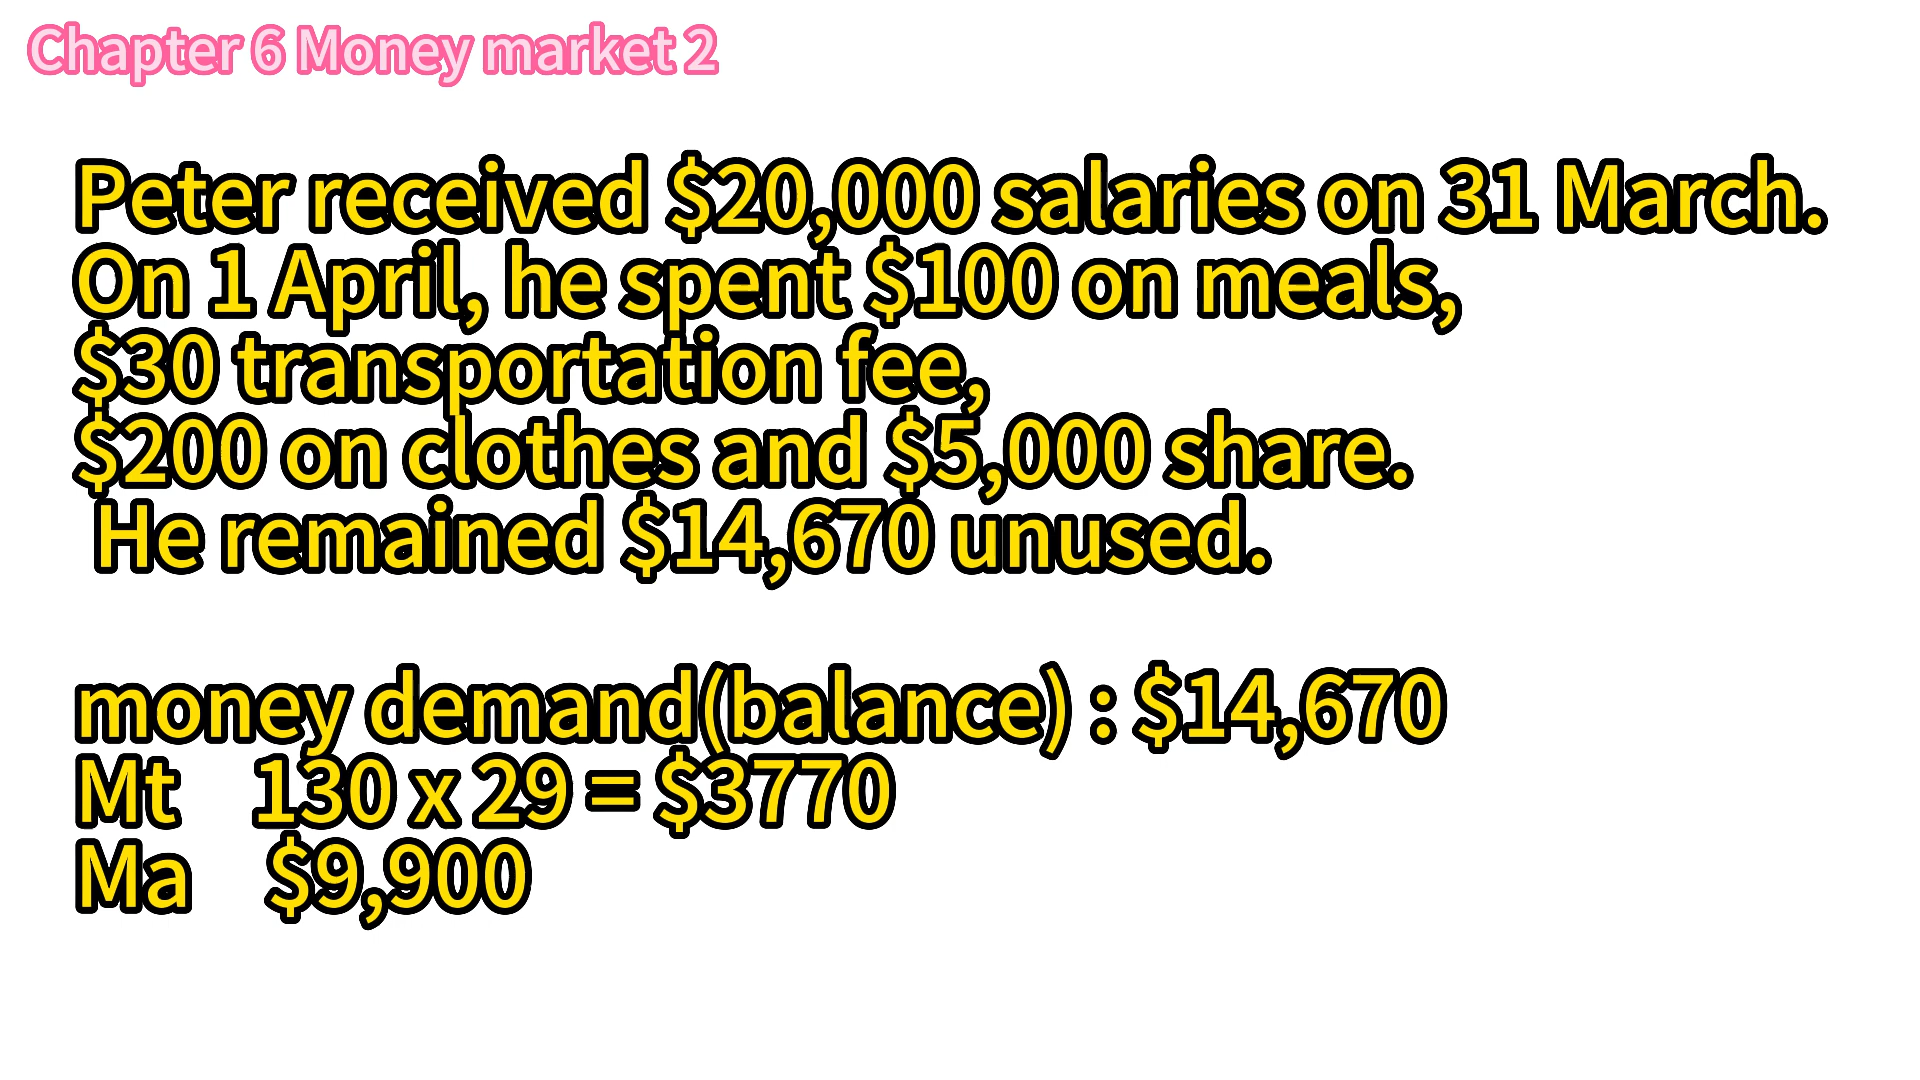 Chapter 6 Money market 2
Peter received $20,000 salaries on 31 March.
On 1 April, he spent $100 on meals,
$30 transportation fee,
$200 on clothes and $5,000 share.
He remained $14,670 unused.
money demand(balance) : $14,670
Mt 130 x 29 = $3770
Ma $9,900